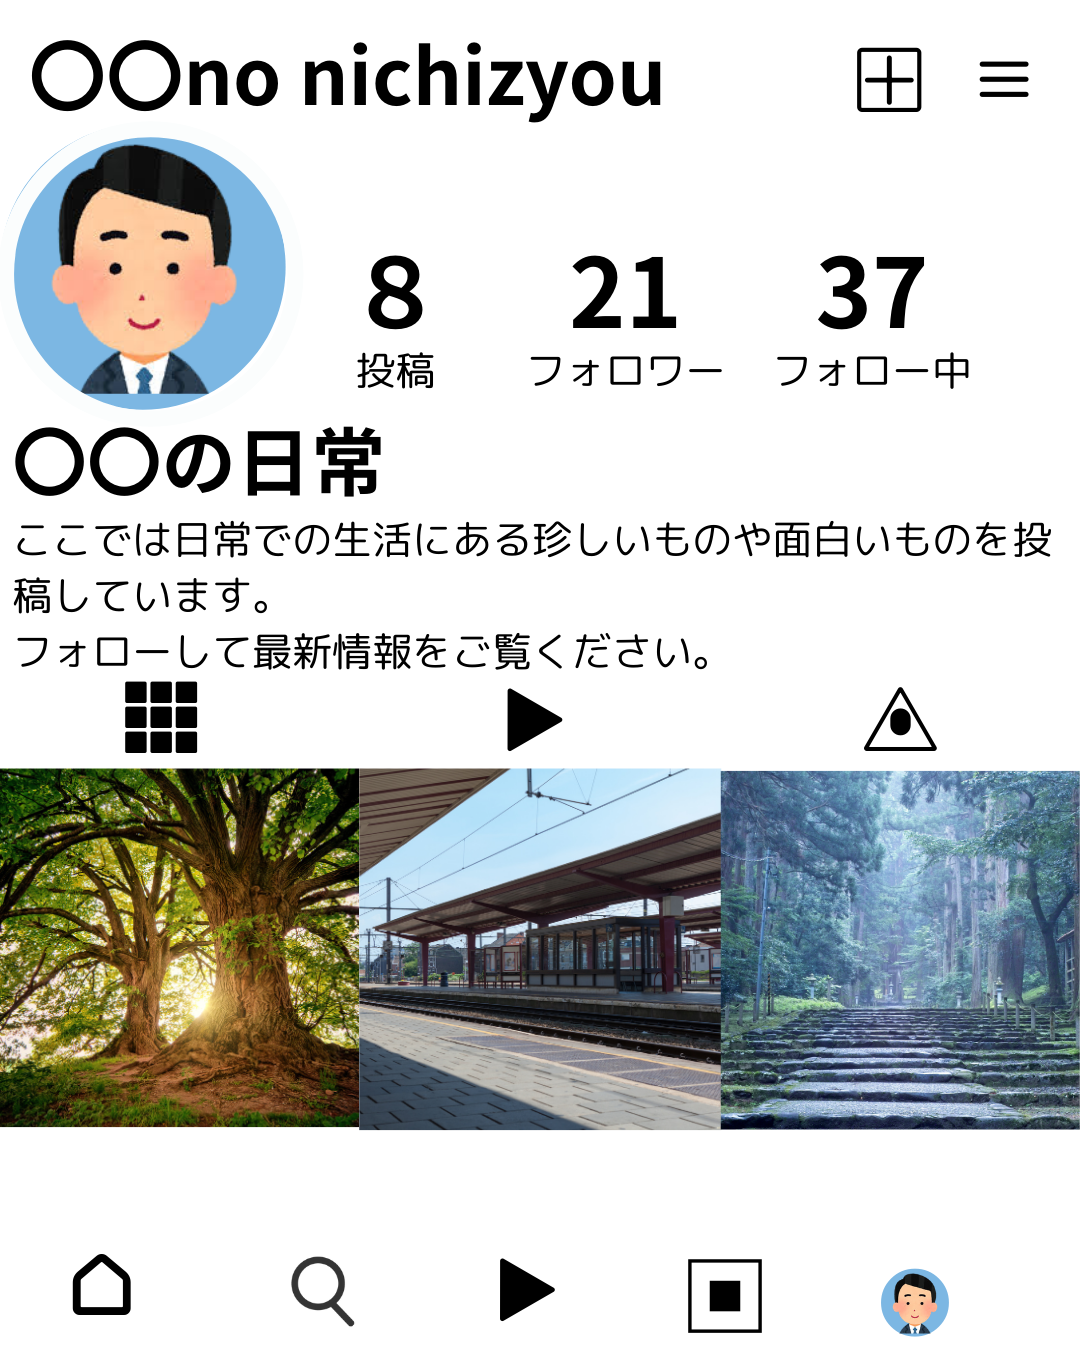 〇〇no nichizyou
8
21
37
投稿
フォロワー
フォロー中
〇〇の日常
ここでは日常での生活にある珍しいものや面白いものを投
稿しています。
フォローして最新情報をご覧ください。